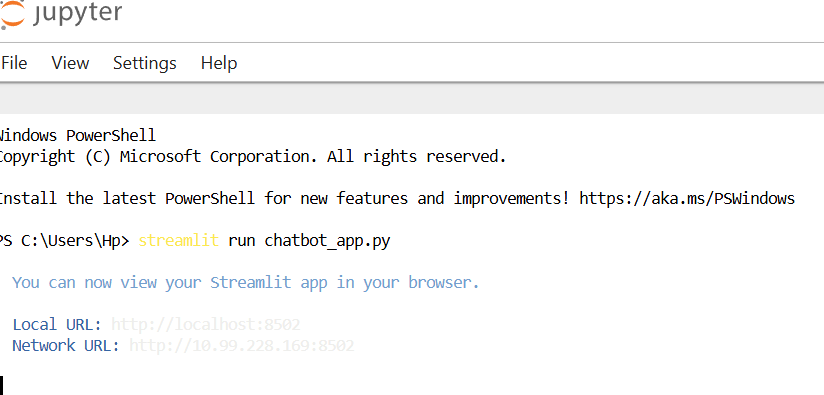 jupyter
File View Settings Help
Windows PowerShell
Copyright (C) Microsoft Corporation. All rights reserved.
Install the latest PowerShell for new features and improvements! https://aka.ms/PSWindows
PS C:\Users\Hp> streamlit run chatbot_app.py
You can now view your Streamlit app in your browser.
Local URL: http://localhost:8502
Network URL: http://10.99.228.169:8502